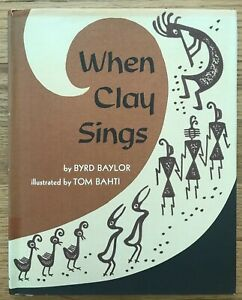 When
Clay
Sings
by BYRD BAYLOR
illustrated by TOM BAHTI